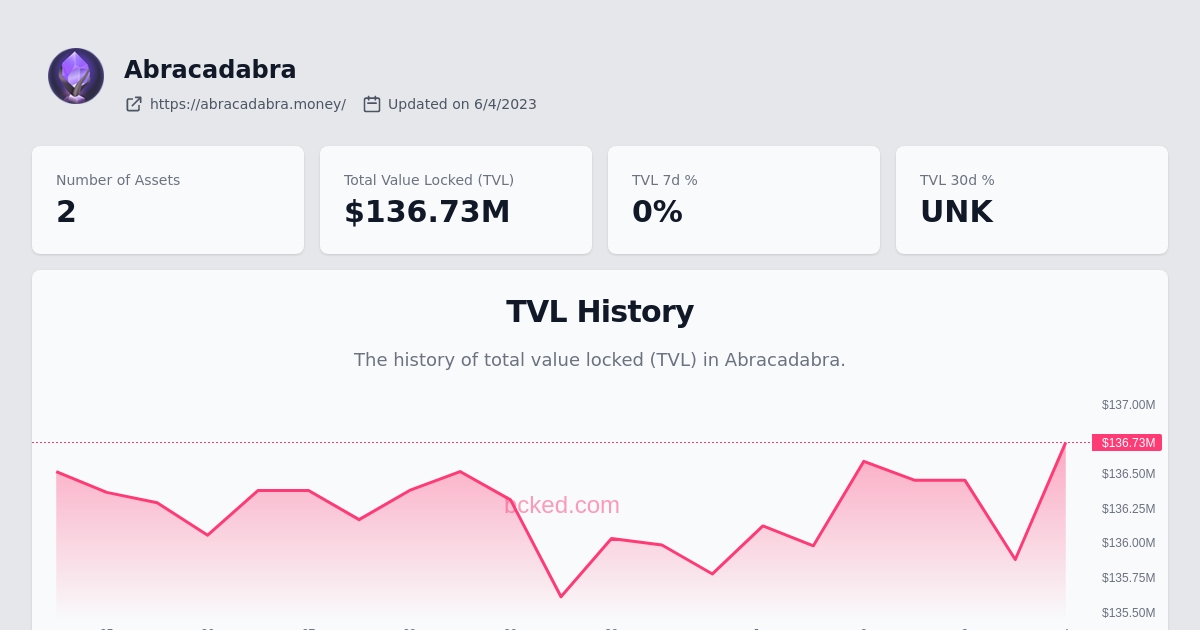 Abracadabra
https://abracadabra.money/ Updated on 6/4/2023
Number of Assets
2
Total Value Locked (TVL)
$136.73M
TVL 7d %
0%
TVL 30d %
UNK
TVL History
The history of total value locked (TVL) in Abracadabra.
$137.00M
$136.73M
$136.50M
bcked.com
$136.25M
$136.00M
$135.75M
$135.50M